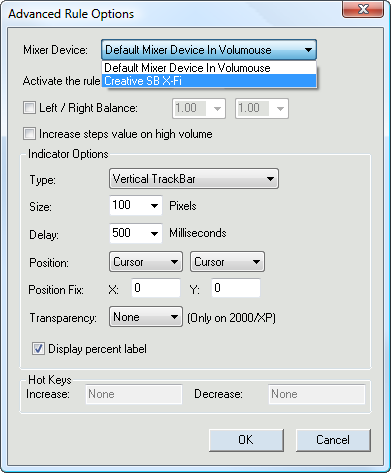 Advanced Rule Options
Mixer Device: Default Mixer Device In Volumouse
Default Mixer Device In Volumouse
Activate the rule Creative SB X-Fi
Left / Right Balance: 1.00 1.00
Increase steps value on high volume
Indicator Options
Type: Vertical TrackBar
Size: 100 Pixels
Delay: 500 Milliseconds
Position: Cursor Cursor
Position Fix: X: 0 Y: 0
Transparency: None (Only on 2000/XP)
Display percent label
Hot Keys
Increase: None Decrease: None
OK Cancel